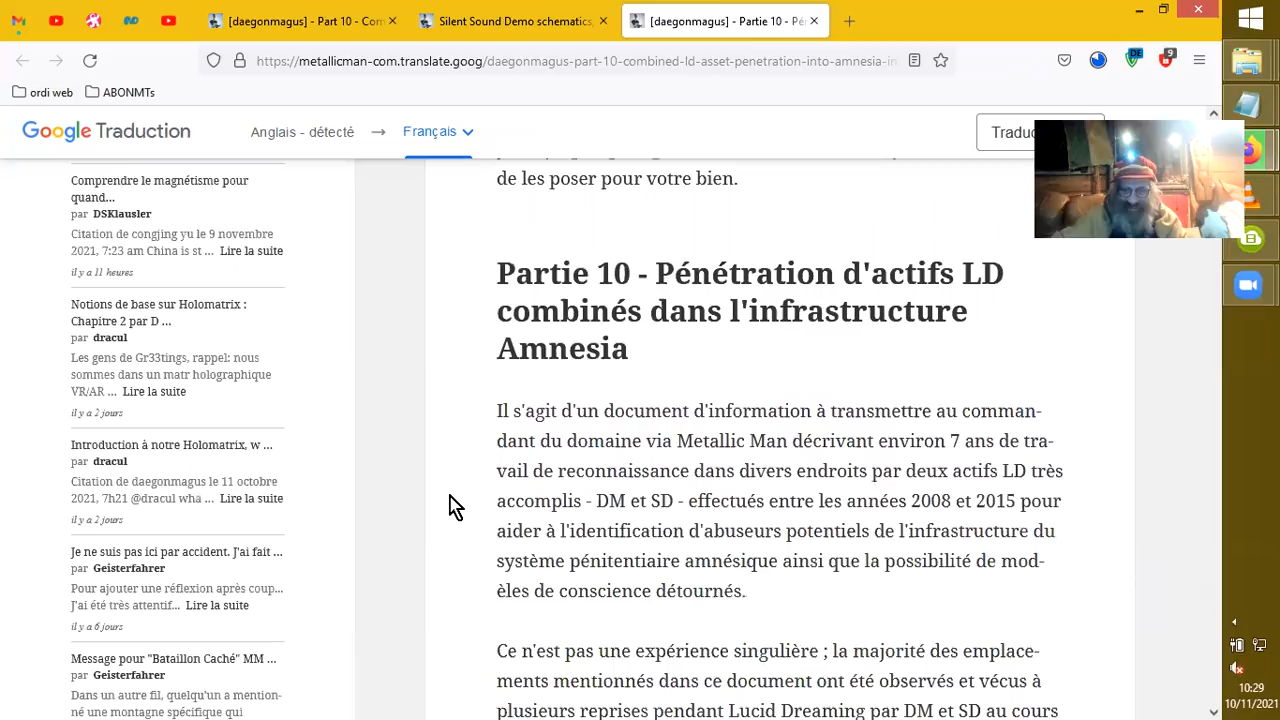 [daegonmagus] - Part 10 - Con
Silent Sound Demo schematics,
[daegonmagus] - Partie 10 - Pé
https://metallicman-com.translate.goog/daegonmagus-part-10-combined-ld-asset-penetration-into-amnesia-in
DE
9
ordi web
ABONMTs
Google Traduction
Anglais - détecté
Français
Traduc
Comprendre le magnétisme pour
quand...
par DSKlausler
Citation de congjing yu le 9 novembre
2021, 7:23 am China is st ... Lire la suite
il y a 11 heures
Notions de base sur Holomatrix :
Chapitre 2 par D ...
par dracul
Les gens de Gr33tings, rappel: nous
sommes dans un matr holographique
VR/AR ... Lire la suite
il y a 2 jours
Introduction à notre Holomatrix, w ...
par dracul
Citation de daegonmagus le 11 octobre
2021, 7h21 @dracul wha ... Lire la suite
il y a 2 jours
Je ne suis pas ici par accident. J'ai fait ...
par Geisterfahrer
Pour ajouter une réflexion après coup...
J'ai été très attentif... Lire la suite
il y a 6 jours
Message pour "Bataillon Caché" MM ...
par Geisterfahrer
Dans un autre fil, quelqu'un a mention-
né une montagne spécifique qui
de les poser pour votre bien.
Partie 10 - Pénétration d'actifs LD
combinés dans l'infrastructure
Amnesia
Il s'agit d'un document d'information à transmettre au comman-
dant du domaine via Metallic Man décrivant environ 7 ans de tra-
vail de reconnaissance dans divers endroits par deux actifs LD très
accomplis - DM et SD - effectués entre les années 2008 et 2015 pour
aider à l'identification d'abuseurs potentiels de l'infrastructure du
système pénitentiaire amnésique ainsi que la possibilité de mod-
èles de conscience détournés.
Ce n'est pas une expérience singulière ; la majorité des emplace-
ments mentionnés dans ce document ont été observés et vécus à
plusieurs reprises pendant Lucid Dreaming par DM et SD au cours
10:29
10/11/2021